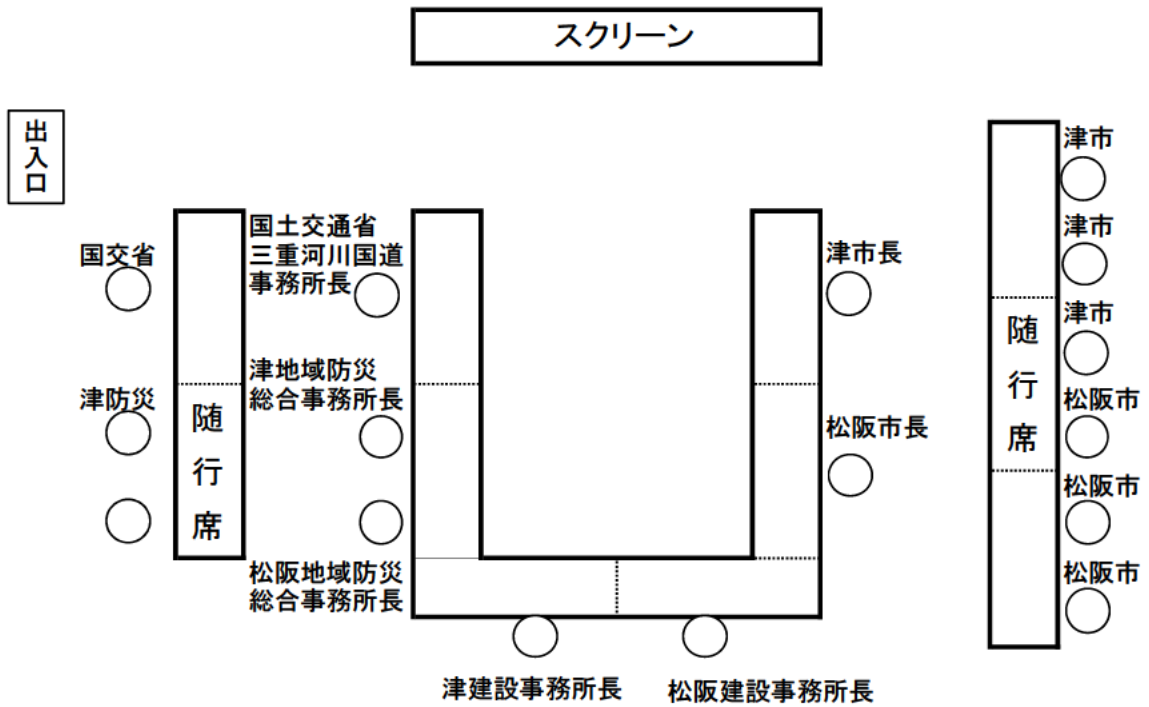 スクリーン
出入口
国交省
津防災
随行席
国土交通省
三重河川国道
事務所長
津地域防災
総合事務所長
松阪地域防災
総合事務所長
津建設事務所長
松阪建設事務所長
津市長
松阪市長
随行席
津市
津市
津市
松阪市
松阪市
松阪市